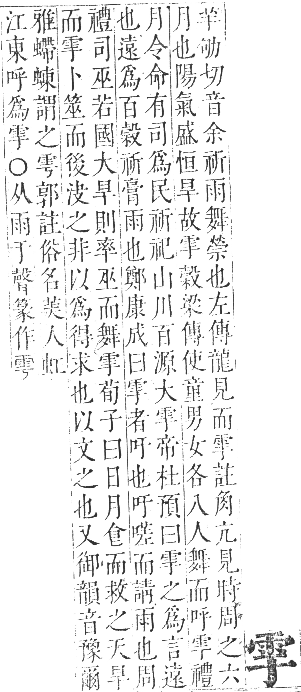 雩
羊劬切音余祈雨舞禜也左傳龍見而雩註角亢見時周之六
月也陽氣盛恒旱故雩穀梁傳使童男女各八人舞而呼雩禮
月令命有司為民祈祀山川百源大雩帝杜預曰雩之為言遠
也遠為百穀祈膏雨也鄭康成曰雩者吁也吁嗟而請雨也周
禮司巫若國大旱則率巫而舞雩荀子曰日月食而救之天旱
而雩卜筮而後没之非以為得求也以文之也又御韻音豫爾
雅螮蝀謂之雩郭註俗名美人虹
江東呼為雩○从雨于聲篆作雩